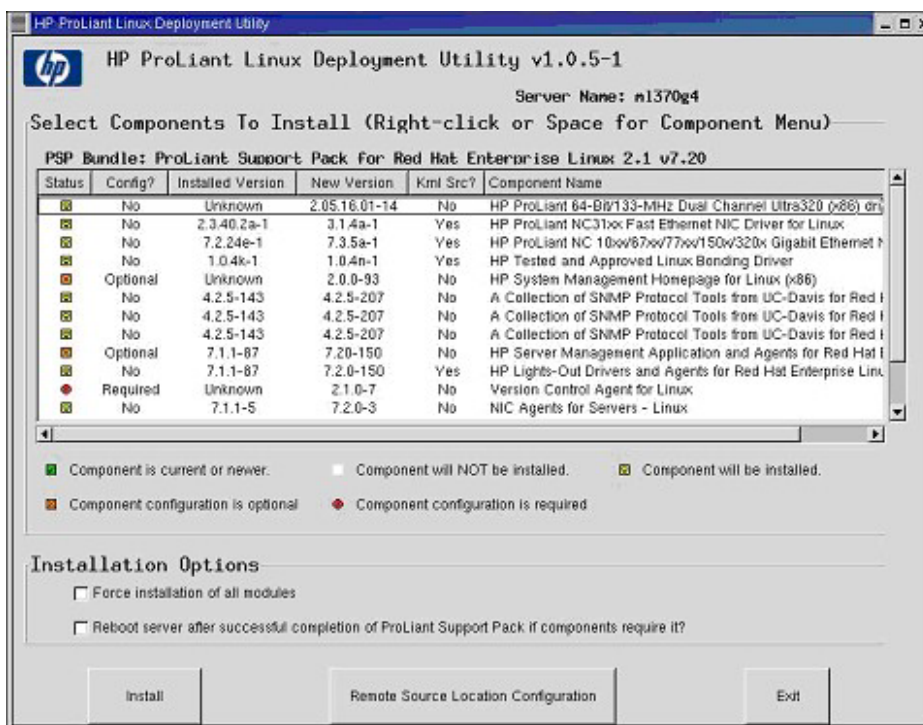 HP ProLiant Linux Deployment Utility
hp
HP ProLiant Linux Deployment Utility v1.0.5-1
Server Name: ml370g4
Select Components To Install (Right-click or Space for Component Menu)
PSP Bundle: ProLiant Support Pack for Red Hat Enterprise Linux 2.1 v7.20
Status Config? Installed Version New Version Krnl Src? Component Name
No Unknown 2.05.16.01-14 No HP ProLiant 64-Bit/133-MHz Dual Channel Ultra320 (x86) dri
No 2.3.40.2a-1 3.1.4a-1 Yes HP ProLiant NC31xx Fast Ethernet NIC Driver for Linux
No 7.2.24e-1 7.3.5a-1 Yes HP ProLiant NC 10xx/67xx/77xx/150x/320x Gigabit Ethernet
No 1.0.4k-1 1.0.4n-1 Yes HP Tested and Approved Linux Bonding Driver
Optional Unknown 2.0.0-93 No HP System Management Homepage for Linux (x86)
No 4.2.5-143 4.2.5-207 No A Collection of SNMP Protocol Tools from UC-Davis for Red
No 4.2.5-143 4.2.5-207 No A Collection of SNMP Protocol Tools from UC-Davis for Red
No 4.2.5-143 4.2.5-207 No A Collection of SNMP Protocol Tools from UC-Davis for Red
Optional 7.1.1-87 7.20-150 No HP Server Management Application and Agents for Red Hat
No 7.1.1-87 7.2.0-150 Yes HP Lights-Out Drivers and Agents for Red Hat Enterprise Linu
Required Unknown 2.1.0-7 No Version Control Agent for Linux
No 7.1.1-5 7.2.0-3 No NIC Agents for Servers - Linux
Component is current or newer. Component will NOT be installed. Component will be installed.
Component configuration is optional Component configuration is required
Installation Options
Force installation of all modules
Reboot server after successful completion of ProLiant Support Pack if components require it?
Install Remote Source Location Configuration Exit